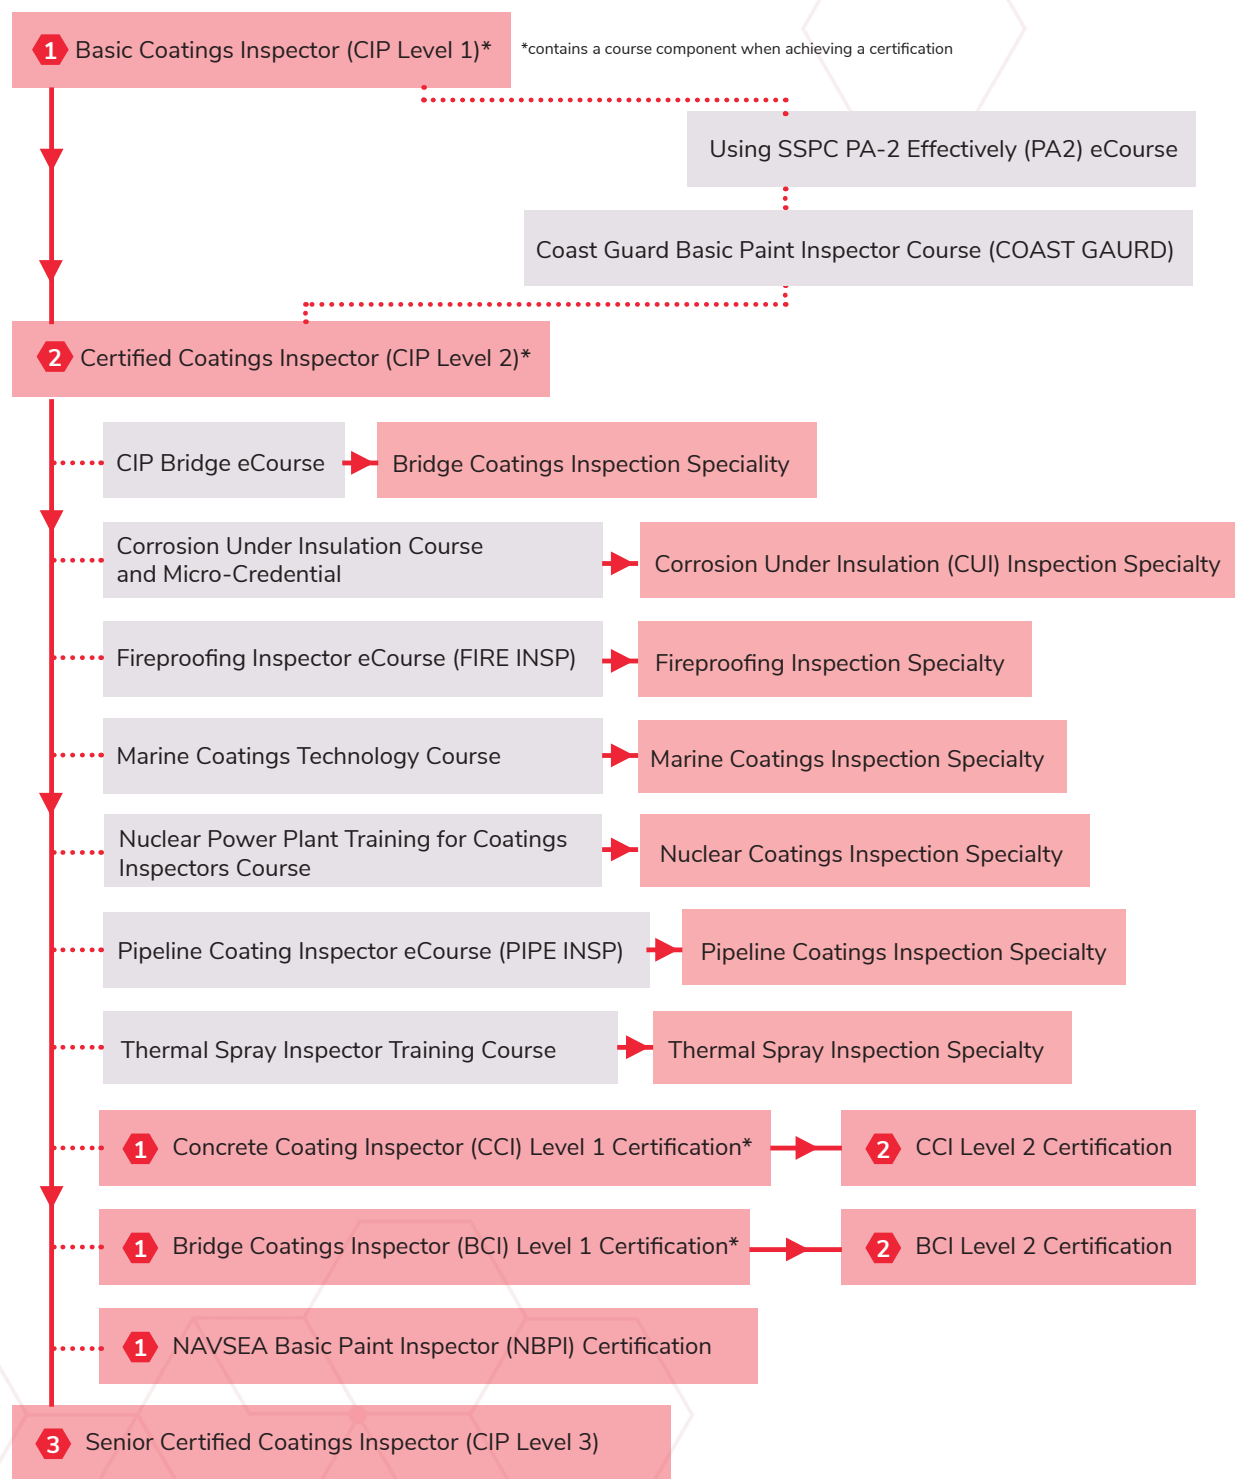 1 Basic Coatings Inspector (CIP Level 1)*
*contains a course component when achieving a certification
Using SSPC PA-2 Effectively (PA2) eCourse
Coast Guard Basic Paint Inspector Course (COAST GAURD)
2 Certified Coatings Inspector (CIP Level 2)*
CIP Bridge eCourse
Bridge Coatings Inspection Speciality
Corrosion Under Insulation Course
and Micro-Credential
Corrosion Under Insulation (CUI) Inspection Specialty
Fireproofing Inspector eCourse (FIRE INSP)
Fireproofing Inspection Specialty
Marine Coatings Technology Course
Marine Coatings Inspection Specialty
Nuclear Power Plant Training for Coatings
Inspectors Course
Nuclear Coatings Inspection Specialty
Pipeline Coating Inspector eCourse (PIPE INSP)
Pipeline Coatings Inspection Specialty
Thermal Spray Inspector Training Course
Thermal Spray Inspection Specialty
1 Concrete Coating Inspector (CCI) Level 1 Certification*
2 CCI Level 2 Certification
1 Bridge Coatings Inspector (BCI) Level 1 Certification*
2 BCI Level 2 Certification
1 NAVSEA Basic Paint Inspector (NBPI) Certification
3 Senior Certified Coatings Inspector (CIP Level 3)